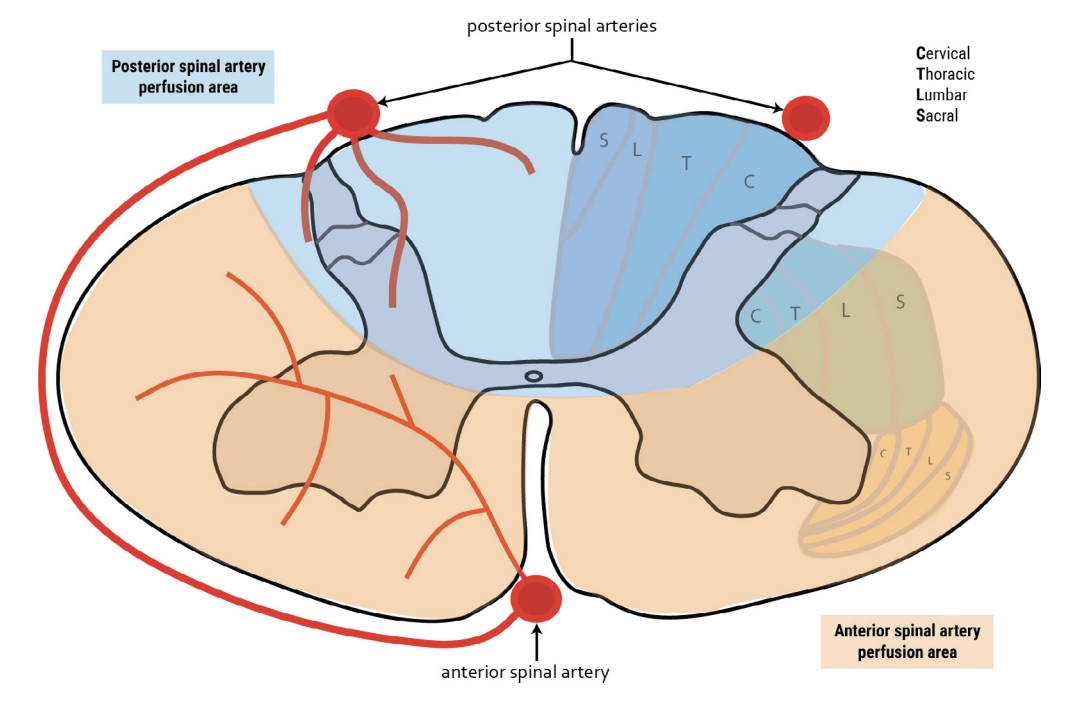 posterior spinal arteries
Posterior spinal artery
perfusion area
Cervical
Thoracic
Lumbar
Sacral
S
L
T
C
C
T
L
S
C
T
L
S
Anterior spinal artery
perfusion area
anterior spinal artery